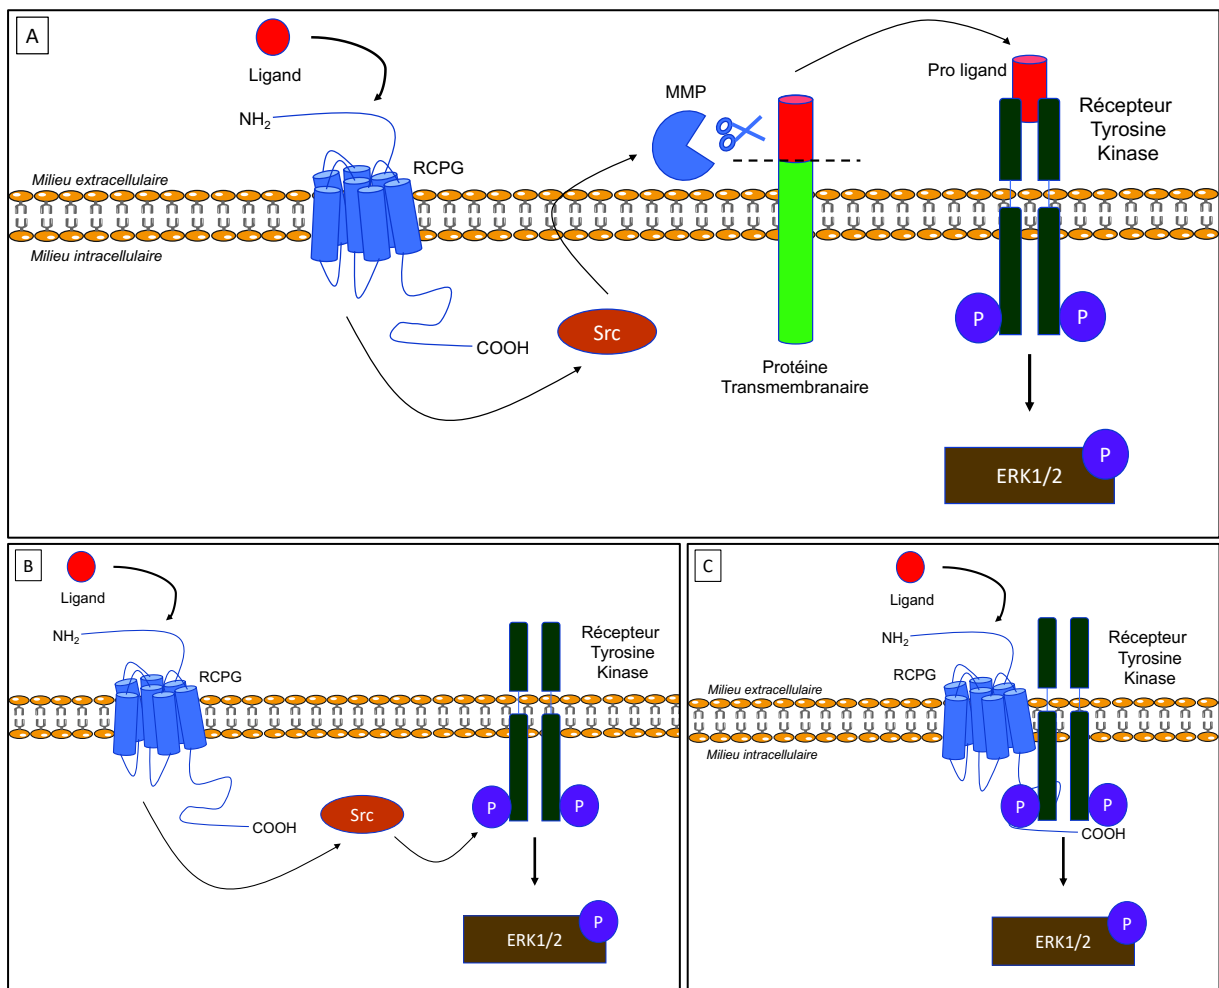 A
Ligand
NH2
RCPG
MMP
Pro ligand
Récepteur
Tyrosine
Kinase
Milieu extracellulaire
Milieu intracellulaire
Src
COOH
P
P
Protéine
Transmembranaire
P
ERK1/2
B
Ligand
NH2
RCPG
Récepteur
Tyrosine
Kinase
Src
P
P
COOH
P
ERK1/2
C
Ligand
NH2
RCPG
Récepteur
Tyrosine
Kinase
Milieu extracellulaire
Milieu intracellulaire
P
P
COOH
P
ERK1/2